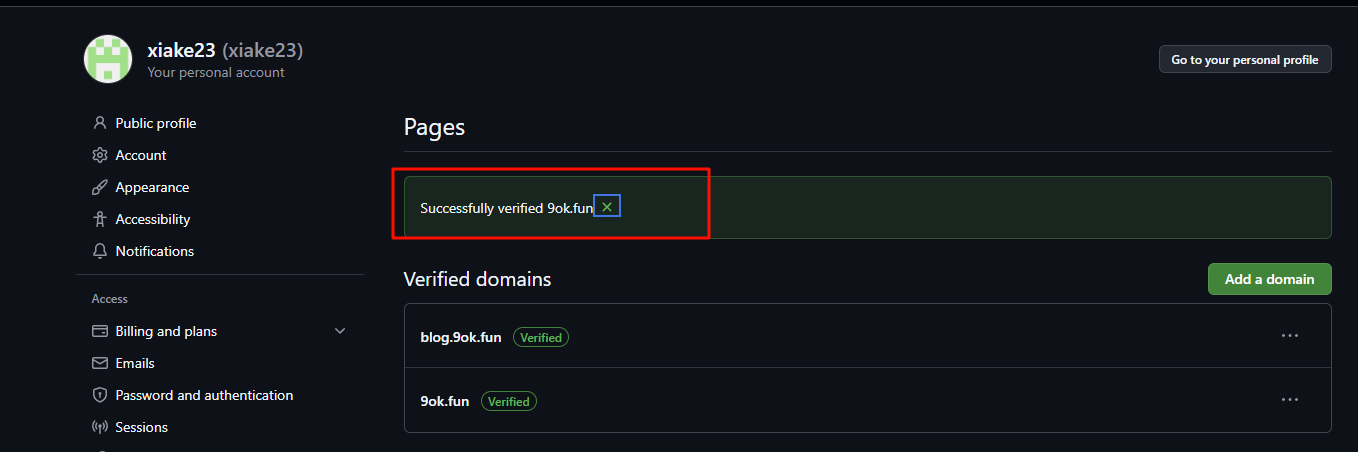 xiake23 (xiake23)
Your personal account
Go to your personal profile
Public profile
Account
Appearance
Accessibility
Notifications
Access
Billing and plans
Emails
Password and authentication
Sessions
Pages
Successfully verified 9ok.fun
Verified domains
Add a domain
blog.9ok.fun Verified
9ok.fun Verified